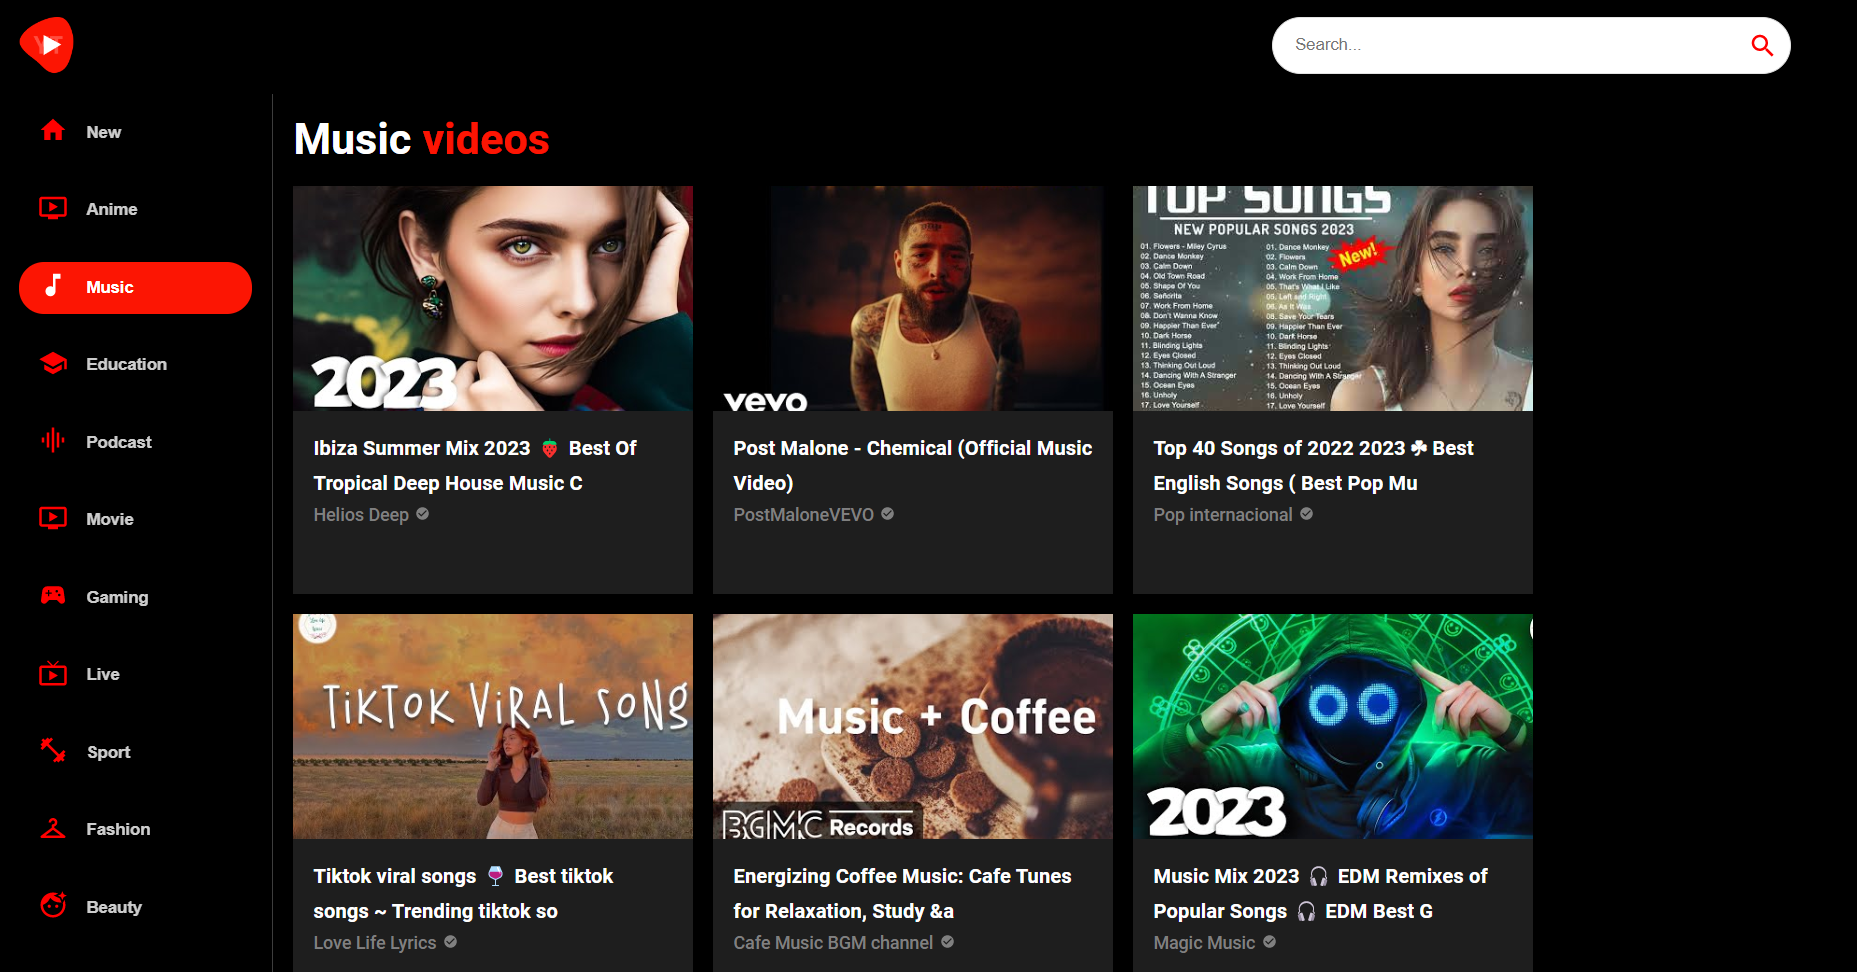 YT
Search...
New
Anime
Music
Education
Podcast
Movie
Gaming
Live
Sport
Fashion
Beauty
Music videos
2023
Ibiza Summer Mix 2023 🍓 Best Of
Tropical Deep House Music C
Helios Deep
vevo
Post Malone - Chemical (Official Music
Video)
PostMaloneVEVO
TOP SONGS
NEW POPULAR SONGS 2023
New!
01. Flowers - Miley Cyrus
02. Dance Monkey
03. Calm Down
04. Old Town Road
05. Shape Of You
06. Señorita
07. Work From Home
08. Don't Wanna Know
09. Happier Than Ever
10. Dark Horse
11. Blinding Lights
12. Eyes Closed
13. Thinking Out Loud
14. Dancing With A Stranger
15. Ocean Eyes
16. Unholy
17. Love Yourself
01. Dance Monkey
02. Flowers
03. Calm Down
04. Work From Home
05. That's What I Like
05. Left and Right
06. As It Was
08. Save Your Tears
09. Happier Than Ever
10. Dark Horse
11. Blinding Lights
12. Eyes Closed
13. Thinking Out Loud
14. Dancing With A Stranger
15. Ocean Eyes
16. Unholy
17. Love Yourself
Top 40 Songs of 2022 2023 ☘ Best
English Songs ( Best Pop Mu
Pop internacional
TiKTOK ViRAL SONG
Tiktok viral songs 🍷 Best tiktok
songs ~ Trending tiktok so
Love Life Lyrics
Music + Coffee
BGMC Records
Energizing Coffee Music: Cafe Tunes
for Relaxation, Study &a
Cafe Music BGM channel
2023
Music Mix 2023 🎧 EDM Remixes of
Popular Songs 🎧 EDM Best G
Magic Music